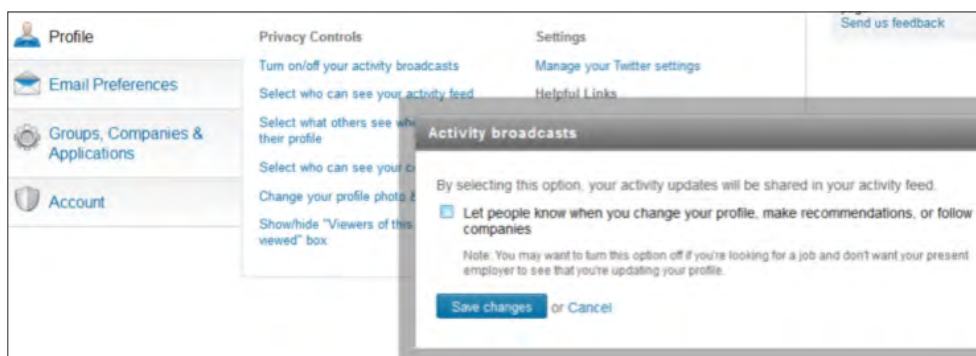 Profile
Email Preferences
Groups, Companies &
Applications
Account
Privacy Controls
Turn on/off your activity broadcasts
Select who can see your activity feed
Select what others see
their profile
Select who can see your
Change your profile photo
Show/hide "Viewers of this
viewed" box
Settings
Manage your Twitter settings
Helpful Links
Send us feedback
Activity broadcasts
By selecting this option, your activity updates will be shared in your activity feed.
Let people know when you change your profile, make recommendations, or follow
companies
Note: You may want to turn this option off if you're looking for a job and don't want your present
employer to see that you're updating your profile.
Save changes or Cancel